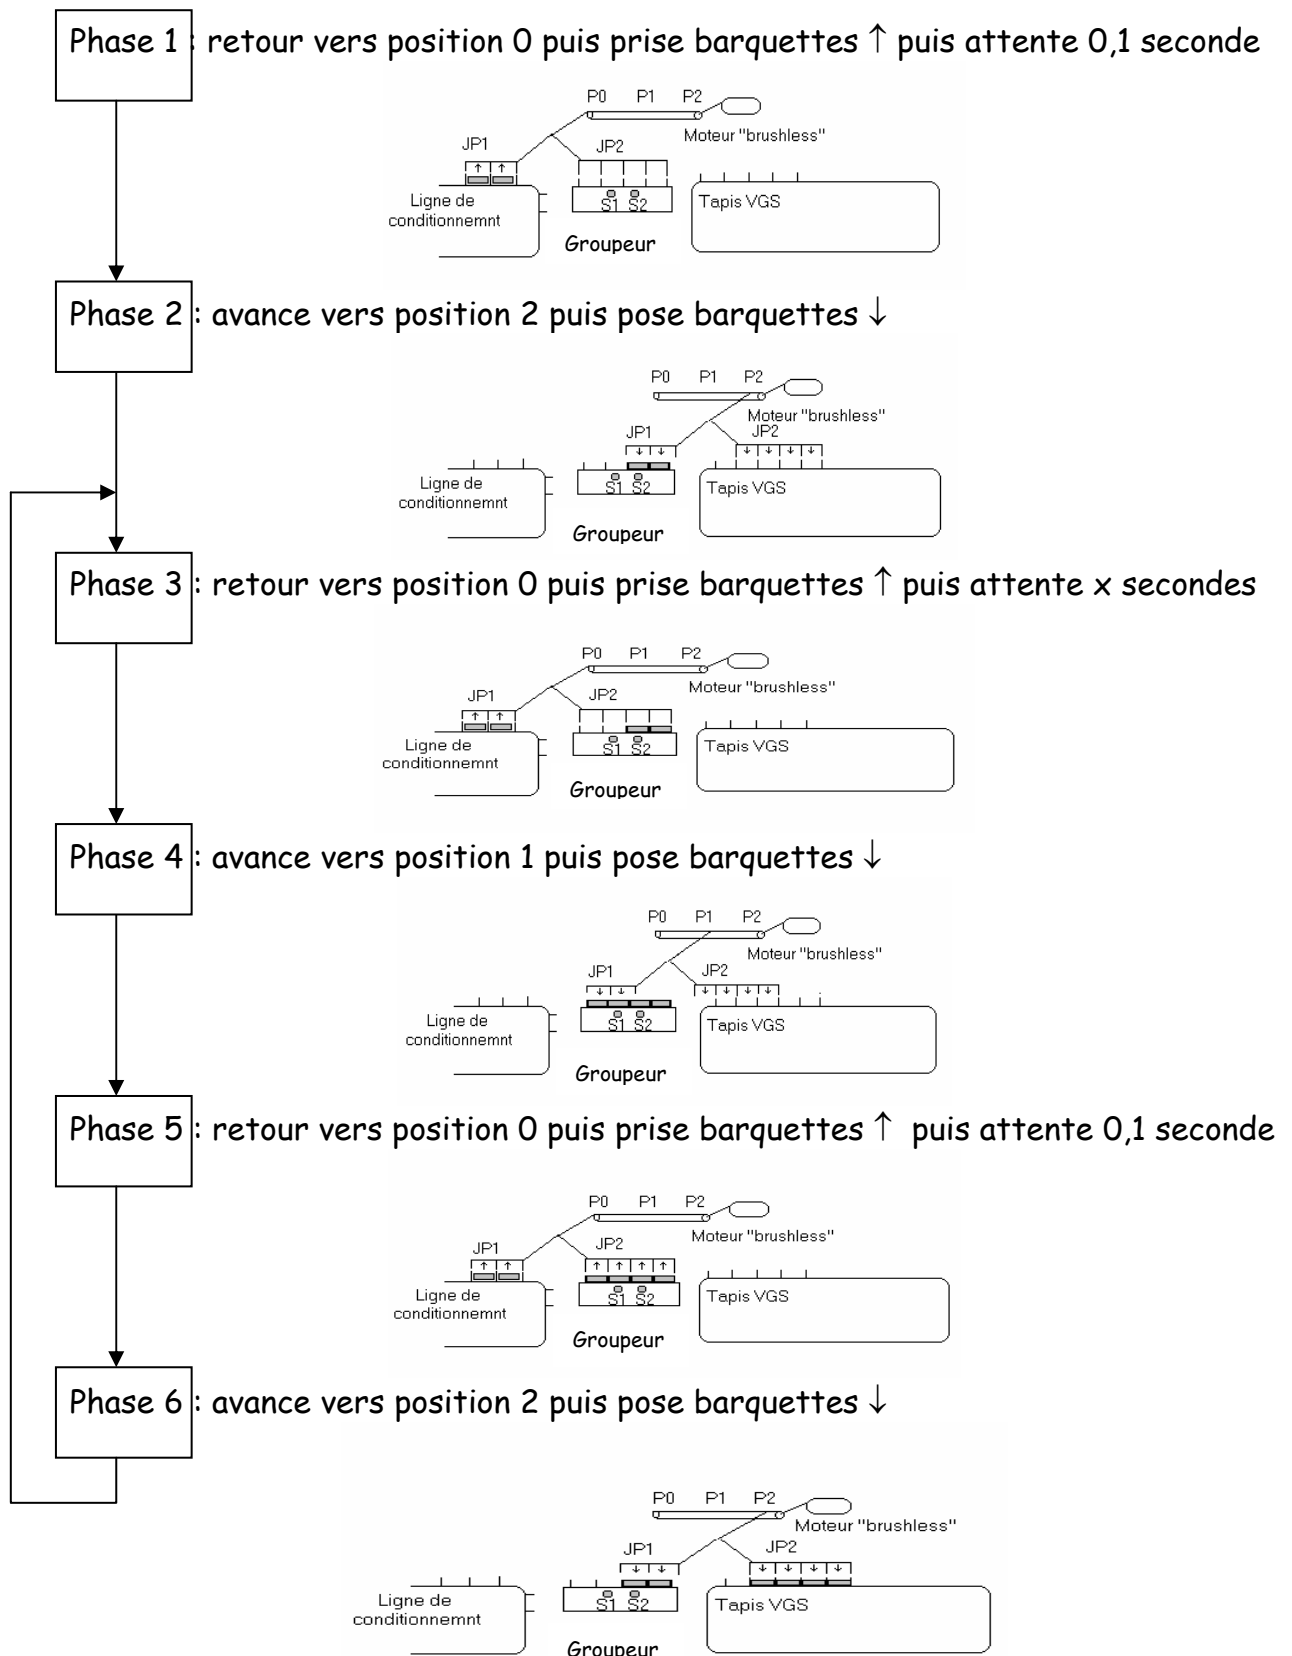 Phase 1 : retour vers position 0 puis prise barquettes ↑ puis attente 0,1 seconde
P0 P1 P2
Moteur "brushless"
JP1 JP2
↑ ↑
Ligne de
conditionnemnt
S1 S2
Tapis VGS
Groupeur
Phase 2 : avance vers position 2 puis pose barquettes ↓
P0 P1 P2
Moteur "brushless"
JP1 JP2
↓ ↓ ↓ ↓ ↓ ↓
Ligne de
conditionnemnt
S1 S2
Tapis VGS
Groupeur
Phase 3 : retour vers position 0 puis prise barquettes ↑ puis attente x secondes
P0 P1 P2
Moteur "brushless"
JP1 JP2
↑ ↑
Ligne de
conditionnemnt
S1 S2
Tapis VGS
Groupeur
Phase 4 : avance vers position 1 puis pose barquettes ↓
P0 P1 P2
Moteur "brushless"
JP1 JP2
↓ ↓ ↓ ↓ ↓ ↓
Ligne de
conditionnemnt
S1 S2
Tapis VGS
Groupeur
Phase 5 : retour vers position 0 puis prise barquettes ↑ puis attente 0,1 seconde
P0 P1 P2
Moteur "brushless"
JP1 JP2
↑ ↑ ↑ ↑ ↑ ↑
Ligne de
conditionnemnt
S1 S2
Tapis VGS
Groupeur
Phase 6 : avance vers position 2 puis pose barquettes ↓
P0 P1 P2
Moteur "brushless"
JP1 JP2
↓ ↓ ↓ ↓ ↓ ↓
Ligne de
conditionnemnt
S1 S2
Tapis VGS
Groupeur